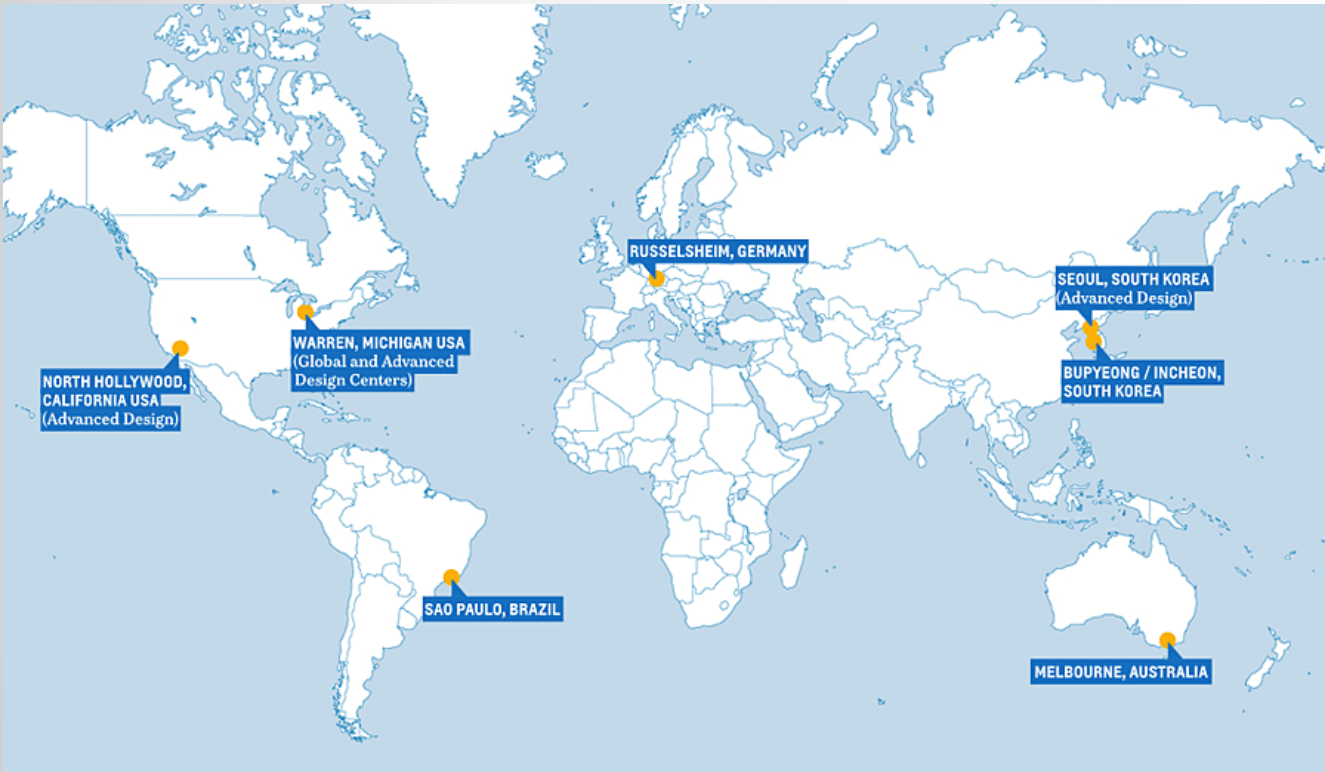 RUSSELSHEIM, GERMANY
SEOUL, SOUTH KOREA
(Advanced Design)
WARREN, MICHIGAN USA
(Global and Advanced
Design Centers)
BUPYEONG / INCHEON,
SOUTH KOREA
NORTH HOLLYWOOD,
CALIFORNIA USA
(Advanced Design)
SAO PAULO, BRAZIL
MELBOURNE, AUSTRALIA